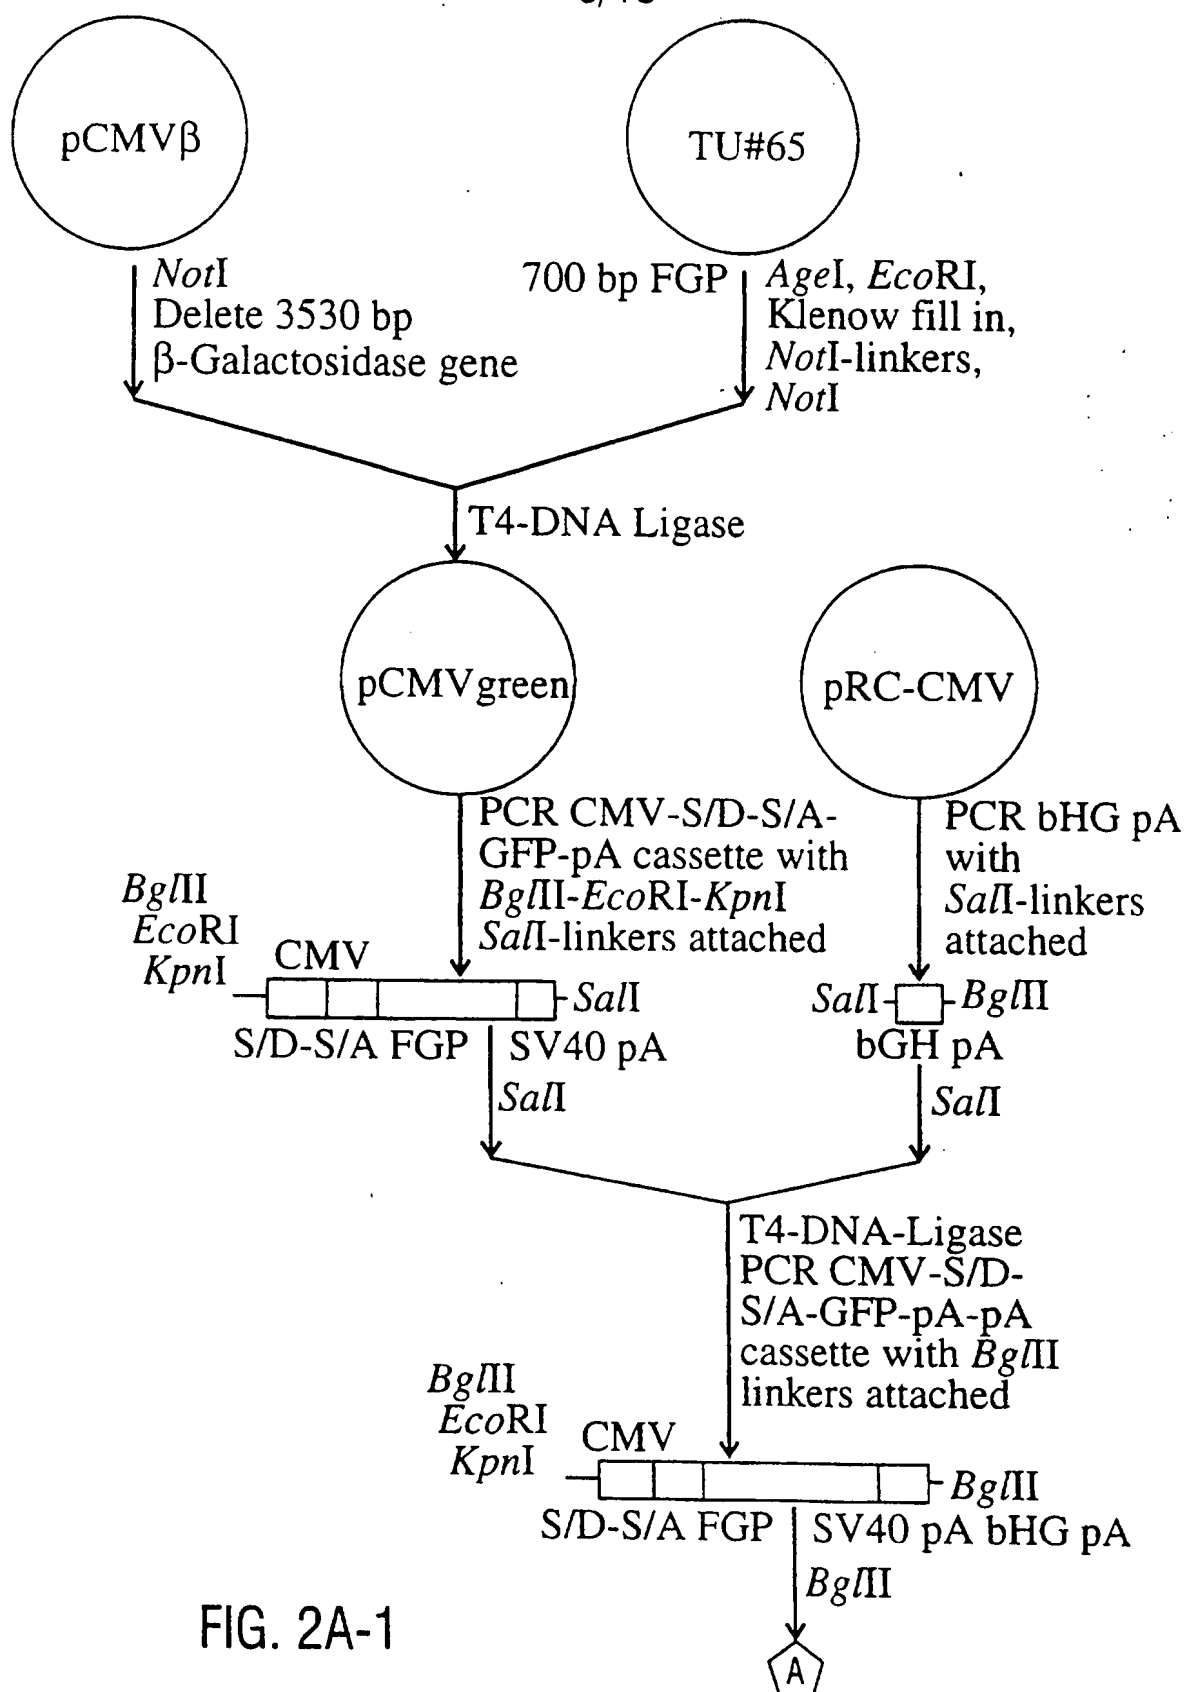 pCMVβ
TU#65
NotI
Delete 3530 bp
β-Galactosidase gene
700 bp FGP
AgeI, EcoRI,
Klenow fill in,
NotI-linkers,
NotI
T4-DNA Ligase
pCMVgreen
pRC-CMV
PCR CMV-S/D-S/A-
GFP-pA cassette with
BglII-EcoRI-KpnI
SalI-linkers attached
PCR bHG pA
with
SalI-linkers
attached
BglII
EcoRI
KpnI
CMV
SalI
S/D-S/A FGP
SV40 pA
SalI
SalI
BglII
bGH pA
SalI
T4-DNA-Ligase
PCR CMV-S/D-
S/A-GFP-pA-pA
cassette with BglII
linkers attached
BglII
EcoRI
KpnI
CMV
BglII
S/D-S/A FGP
SV40 pA bHG pA
BglII
A
FIG. 2A-1